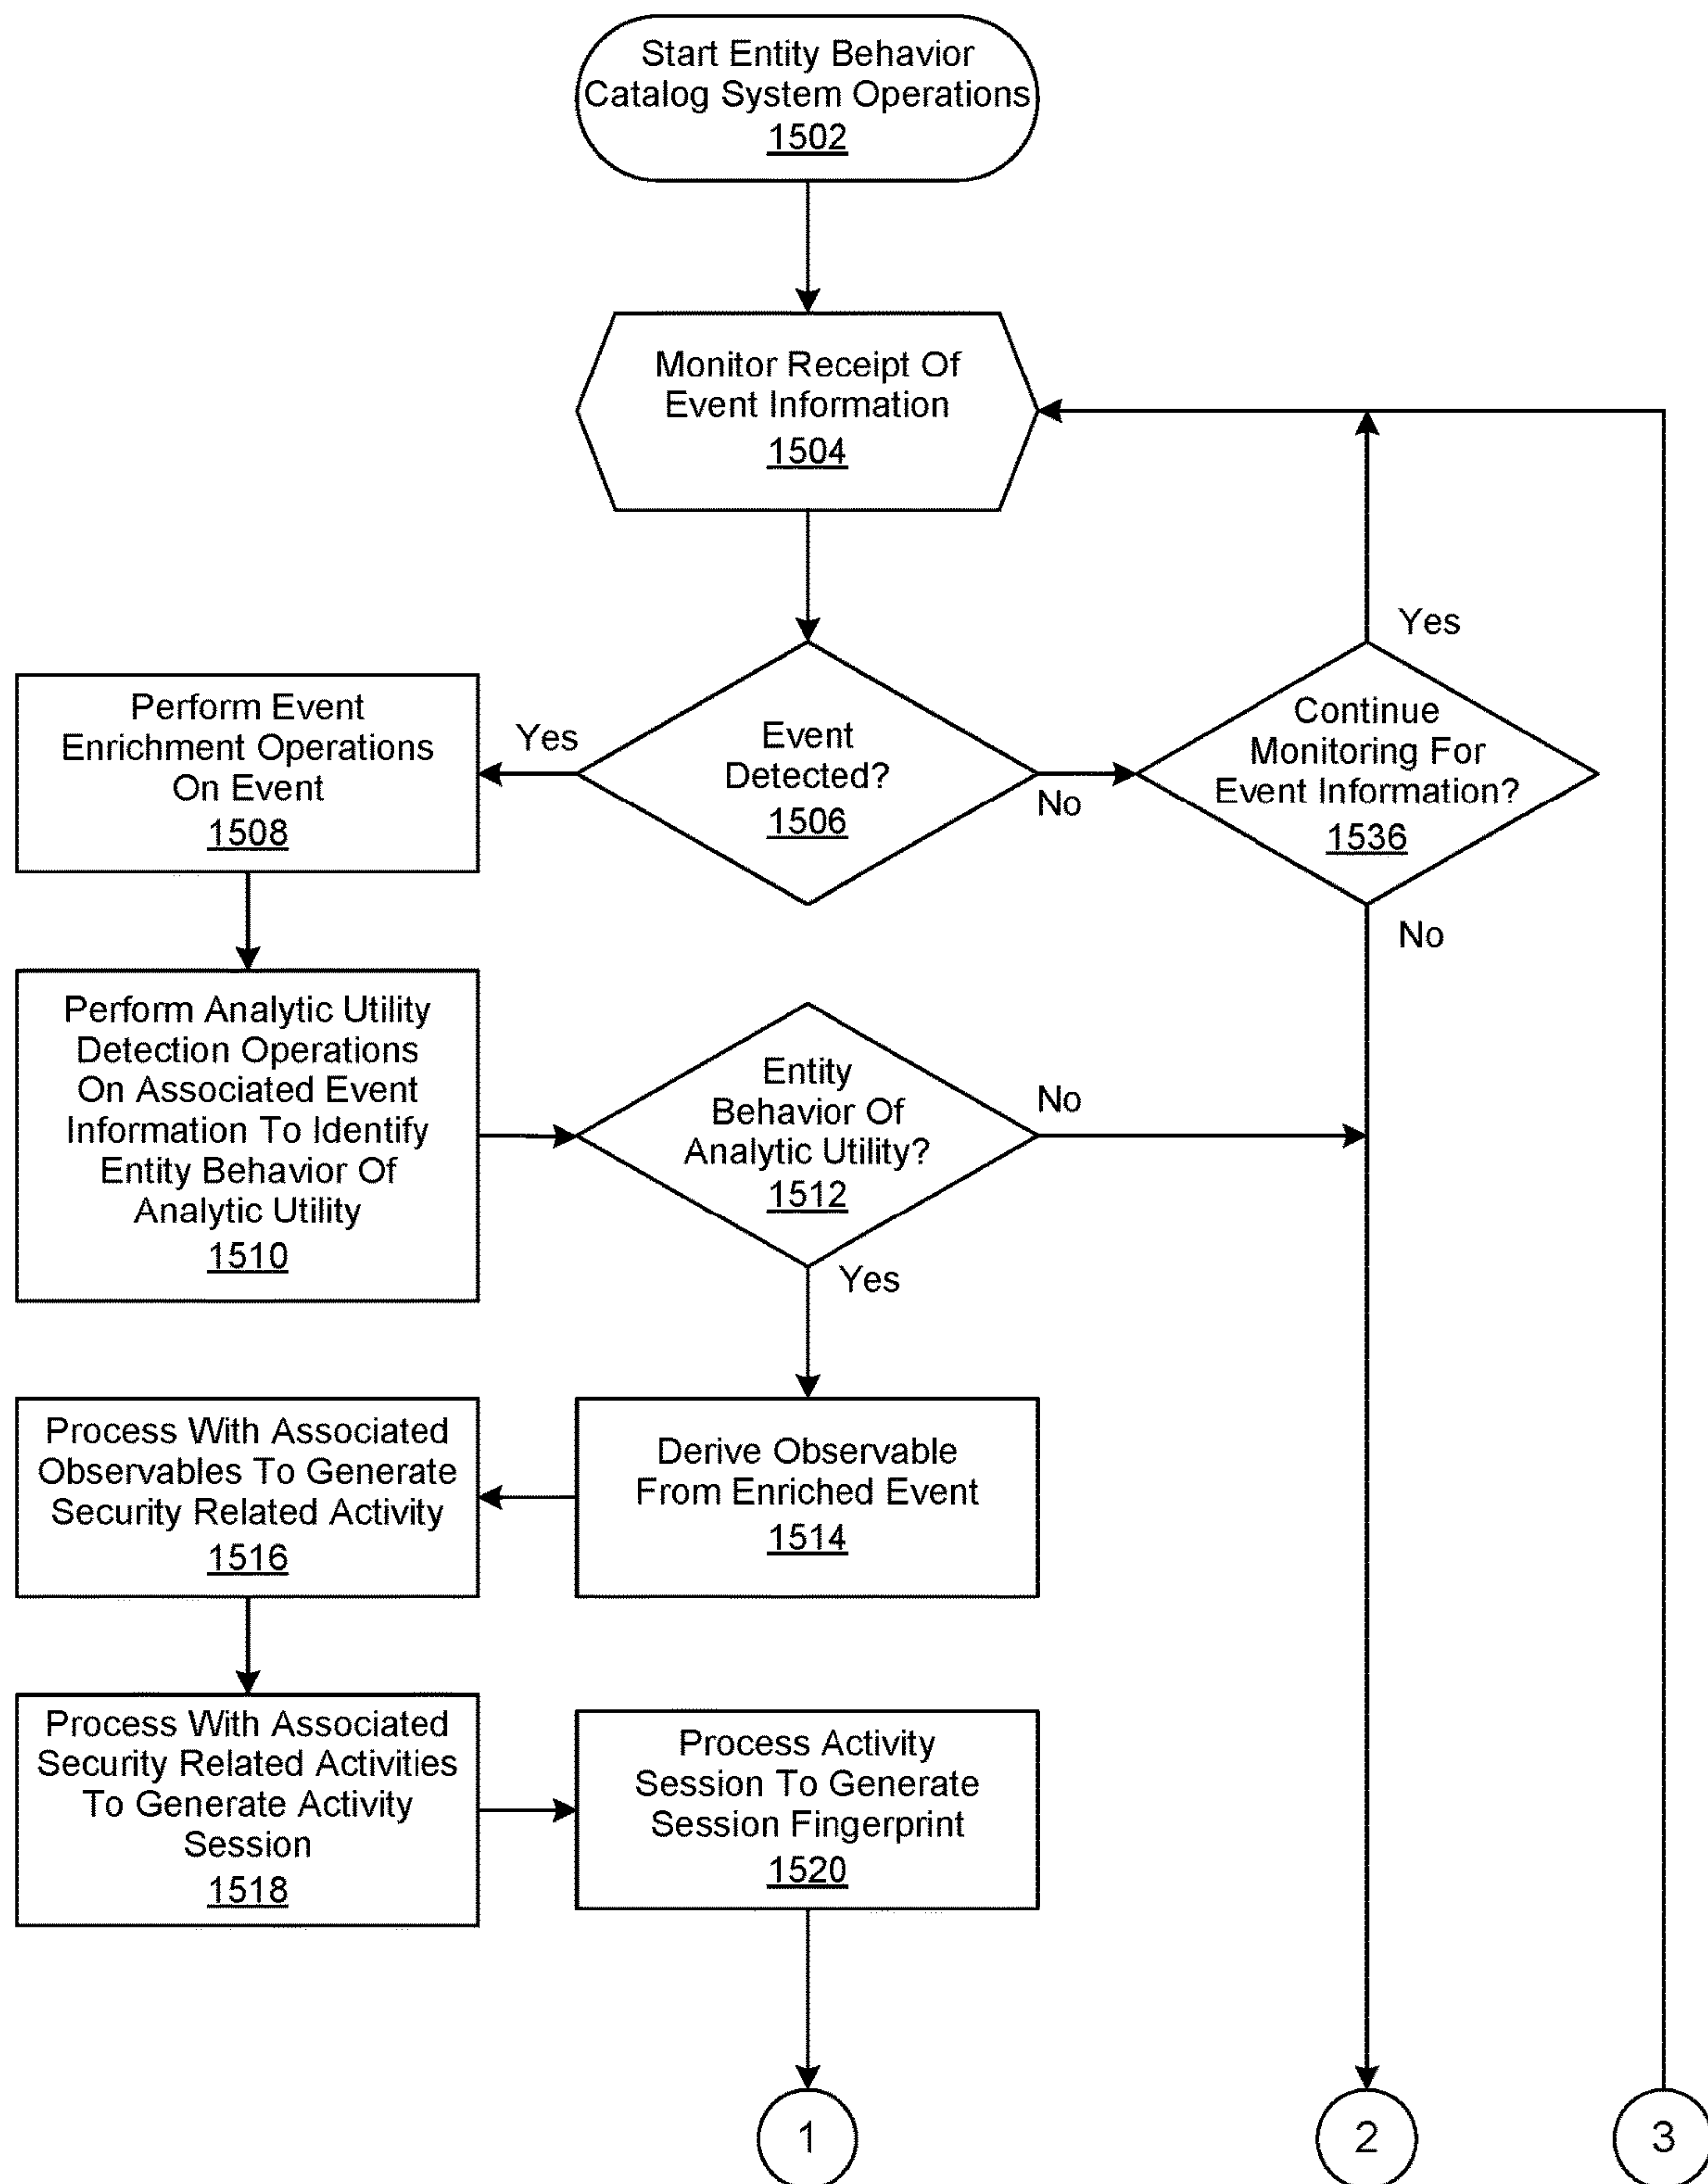 Start Entity Behavior
Catalog System Operations
1502
Monitor Receipt Of
Event Information
1504
Yes
Perform Event
Enrichment Operations
On Event
1508
Yes
Event
Detected?
1506
No
Continue
Monitoring For
Event Information?
1536
No
Perform Analytic Utility
Detection Operations
On Associated Event
Information To Identify
Entity Behavior Of
Analytic Utility
1510
Entity
Behavior Of
Analytic Utility?
1512
No
Yes
Process With Associated
Observables To Generate
Security Related Activity
1516
Derive Observable
From Enriched Event
1514
Process With Associated
Security Related Activities
To Generate Activity
Session
1518
Process Activity
Session To Generate
Session Fingerprint
1520
1
2
3